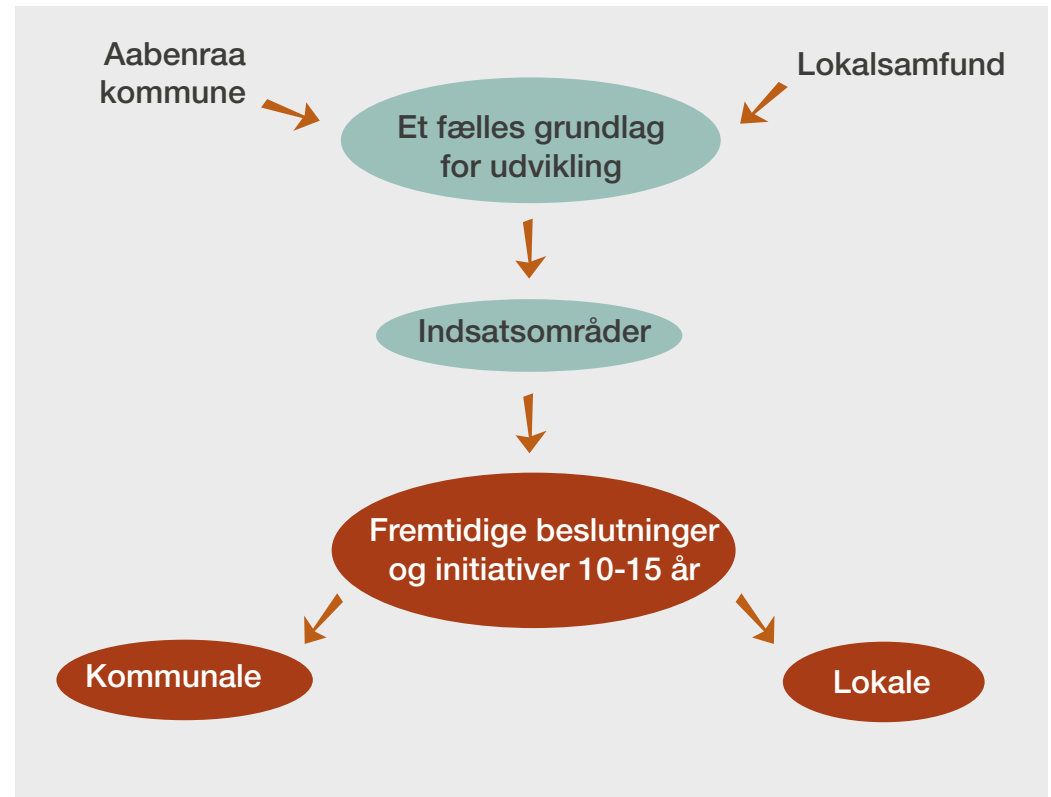 Aabenraa
kommune
Lokalsamfund
Et fælles grundlag
for udvikling
Indsatsområder
Fremtidige beslutninger
og initiativer 10-15 år
Kommunale
Lokale